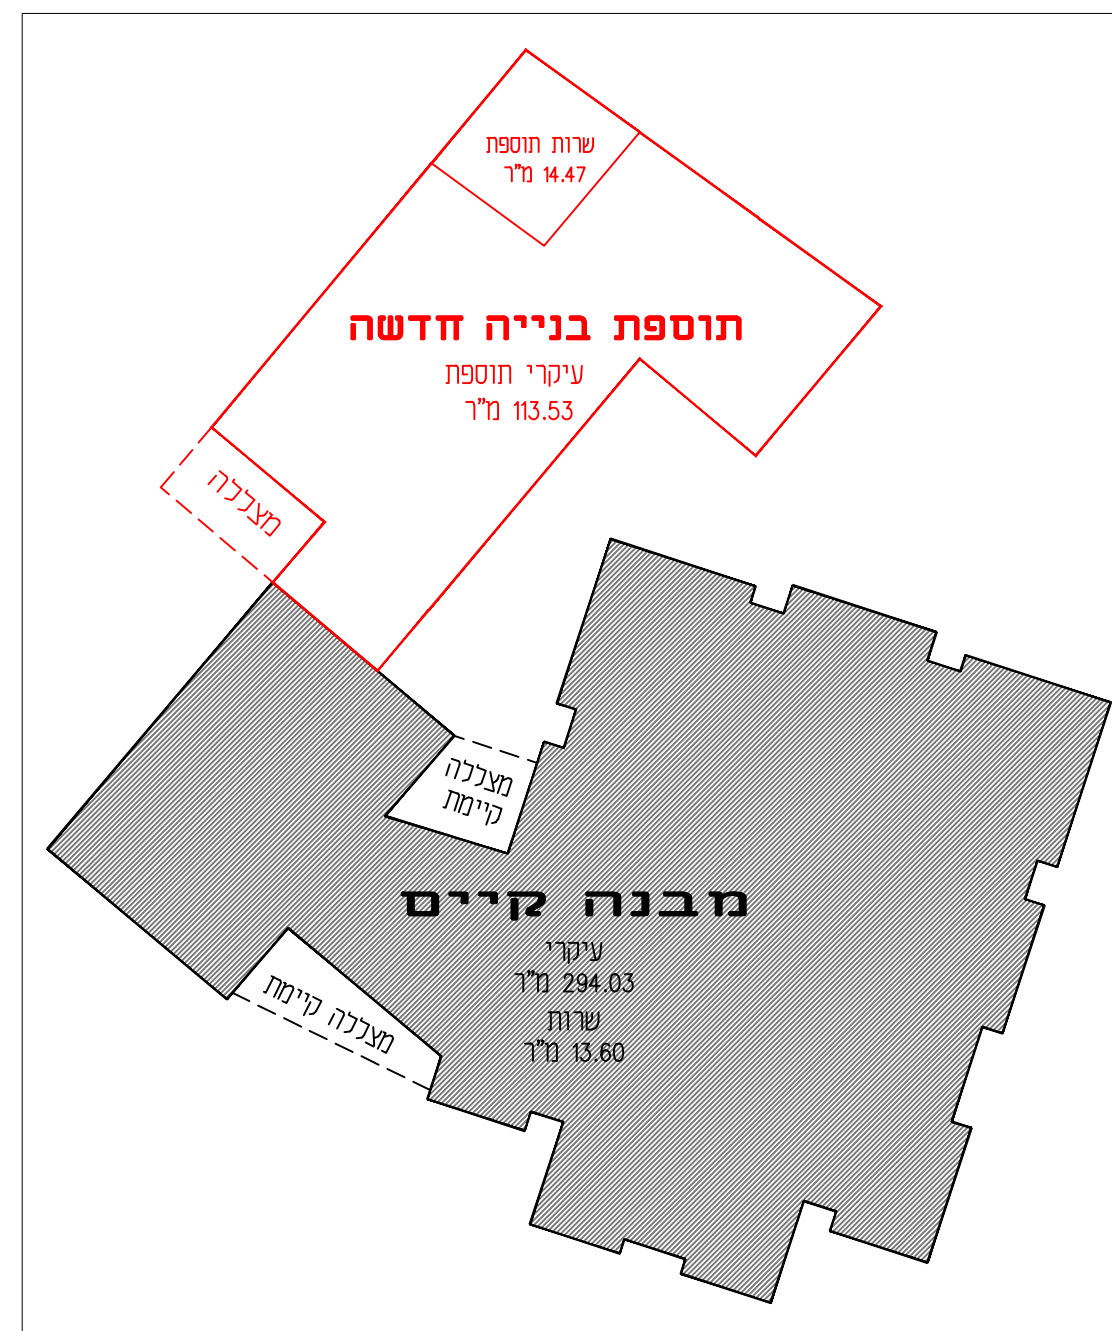 שרות תוספת
14.47 מ"ר
תוספת בנייה חדשה
עיקרי תוספת
113.53 מ"ר
מצללה
מצללה
קיימת
מבנה קיים
עיקרי
294.03 מ"ר
שרות
13.60 מ"ר
מצללה קיימת